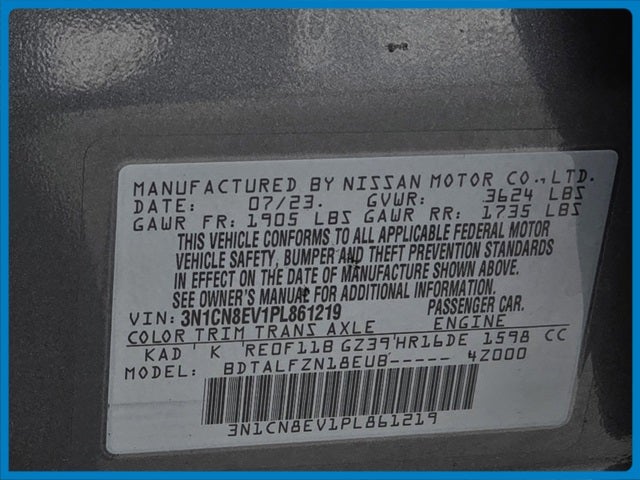 MANUFACTURED BY NISSAN MOTOR CO., LTD.
DATE: 07/23. GVWR: 3624 LBS
GAWR FR: 1905 LBS GAWR RR: 1735 LBS
THIS VEHICLE CONFORMS TO ALL APPLICABLE FEDERAL MOTOR
VEHICLE SAFETY, BUMPER AND THEFT PREVENTION STANDARDS
IN EFFECT ON THE DATE OF MANUFACTURE SHOWN ABOVE.
SEE OWNER'S MANUAL FOR ADDITIONAL INFORMATION.
VIN: 3N1CN8EV1PL861219 PASSENGER CAR.
COLOR TRIM TRANS AXLE ENGINE
KAD K RE0F11B GZ39 HR16DE 1598 CC
MODEL: BDTALFZN18EUB----- 4Z000
3N1CN8EV1PL861219